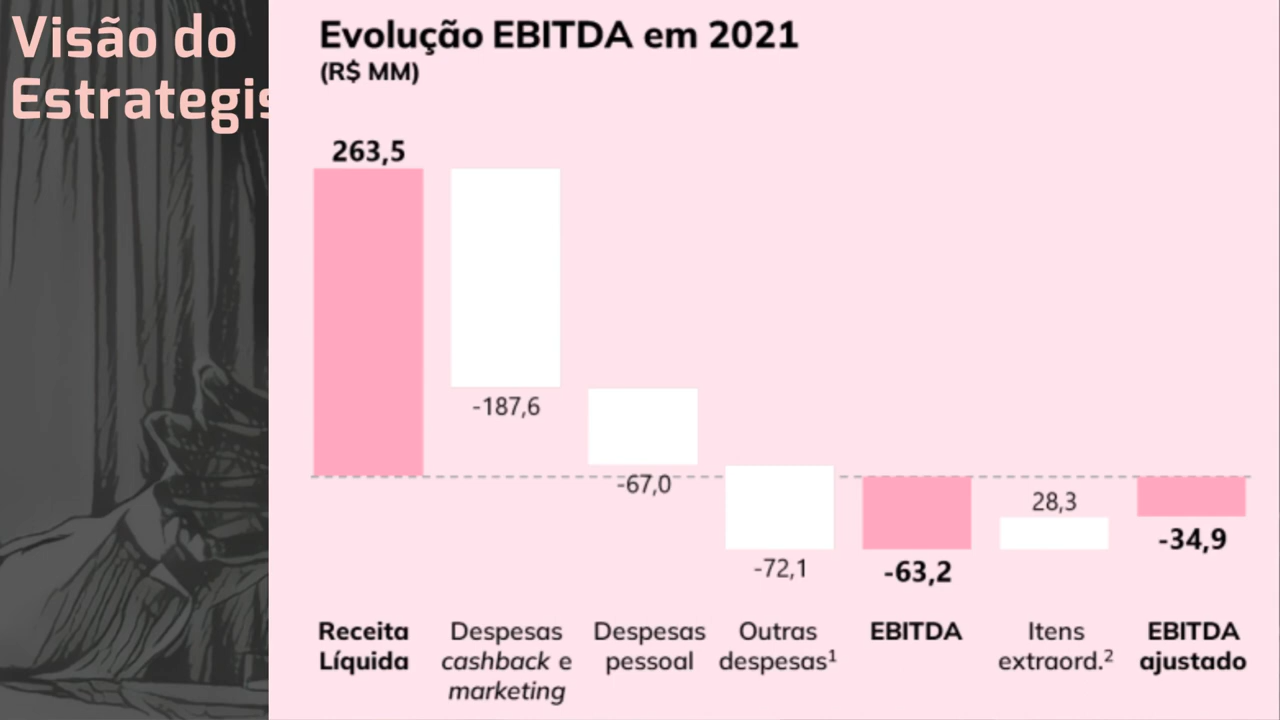 Visão do
Evolução EBITDA em 2021
(R$ MM)
263,5
-187,6
-67,0
-72,1
-63,2
28,3
-34,9
Receita
Líquida
Despesas
cashback e
marketing
Despesas
pessoal
Outras
despesas¹
EBITDA
Itens
extraord.²
EBITDA
ajustado